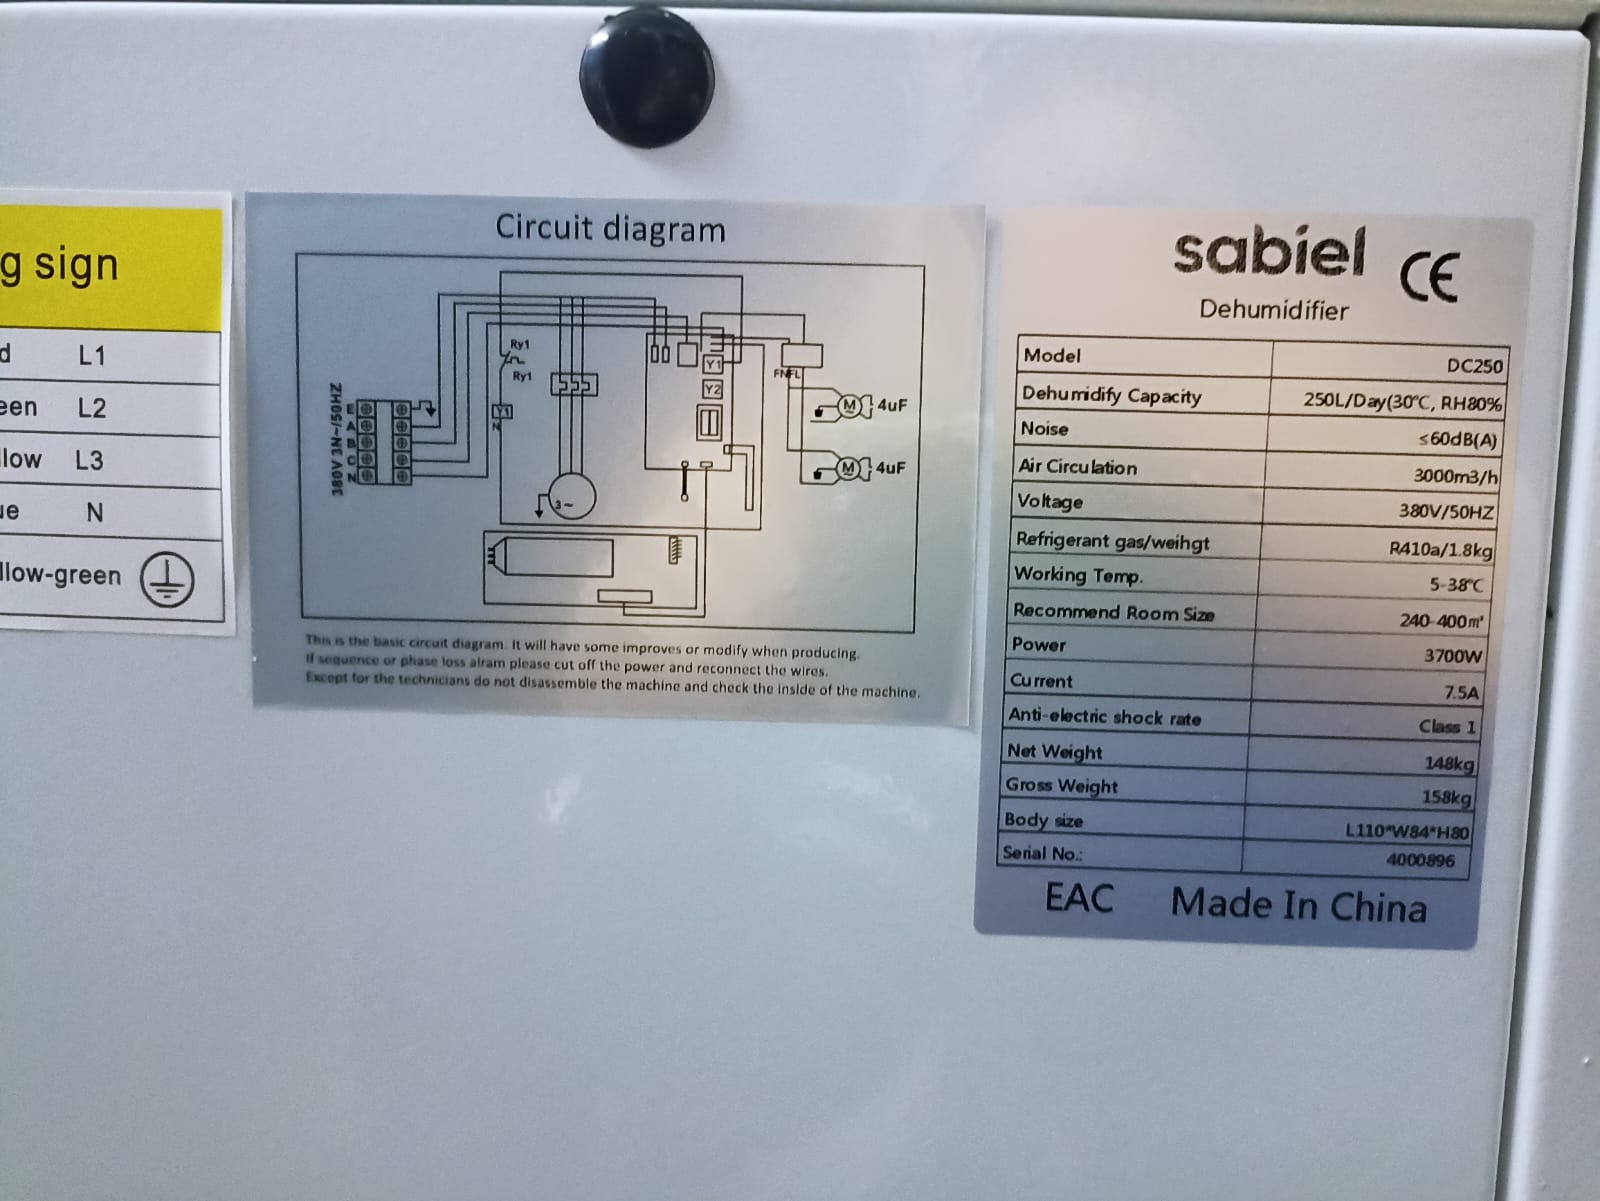 g sign
d L1
een L2
llow L3
ue N
llow-green
Circuit diagram
380V 3N~/50HZ
E
A
B
C
N
Ry1
Ry1
Y1
N
3~
Y1
Y2
FNFL
M 4uF
M 4uF
This is the basic circuit diagram. It will have some improves or modify when producing.
If sequence or phase loss alram please cut off the power and reconnect the wires.
Except for the technicians do not disassemble the machine and check the inside of the machine.
sabiel CE
Dehumidifier
Model DC250
Dehumidify Capacity 250L/Day(30℃, RH80%
Noise ≤60dB(A)
Air Circulation 3000m3/h
Voltage 380V/50HZ
Refrigerant gas/weihgt R410a/1.8kg
Working Temp. 5-38℃
Recommend Room Size 240-400m³
Power 3700W
Current 7.5A
Anti-electric shock rate Class 1
Net Weight 148kg
Gross Weight 158kg
Body size L110*W84*H80
Serial No.: 4000896
EAC Made In China